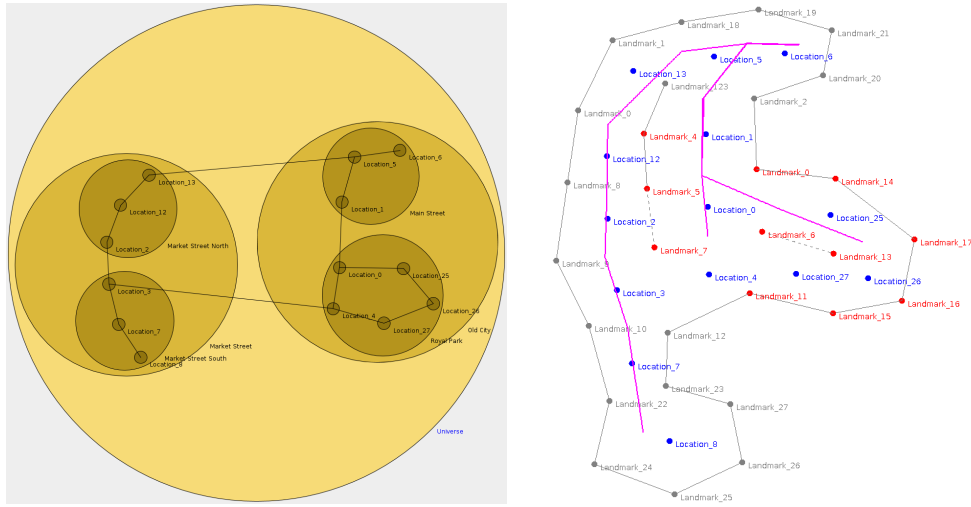 Location_6
Location_5
Location_13
Location_1
Main Street
Location_12
Market Street North
Location_2
Location_0
Location_25
Location_3
Location_4
Location_26
Location_27
Location_7
Old City
Royal Park
Market Street
Market Street South
Location_8
Universe
Landmark_19
Landmark_18
Landmark_21
Landmark_1
Location_5
Location_6
Location_13
Landmark_20
Landmark_123
Landmark_2
Landmark_0
Landmark_4
Location_1
Location_12
Landmark_0
Landmark_14
Landmark_8
Landmark_5
Location_0
Location_25
Location_2
Landmark_6
Landmark_17
Landmark_7
Landmark_13
Landmark_9
Location_4
Location_27
Location_26
Location_3
Landmark_11
Landmark_16
Landmark_15
Landmark_10
Landmark_12
Location_7
Landmark_23
Landmark_22
Landmark_27
Location_8
Landmark_26
Landmark_24
Landmark_25